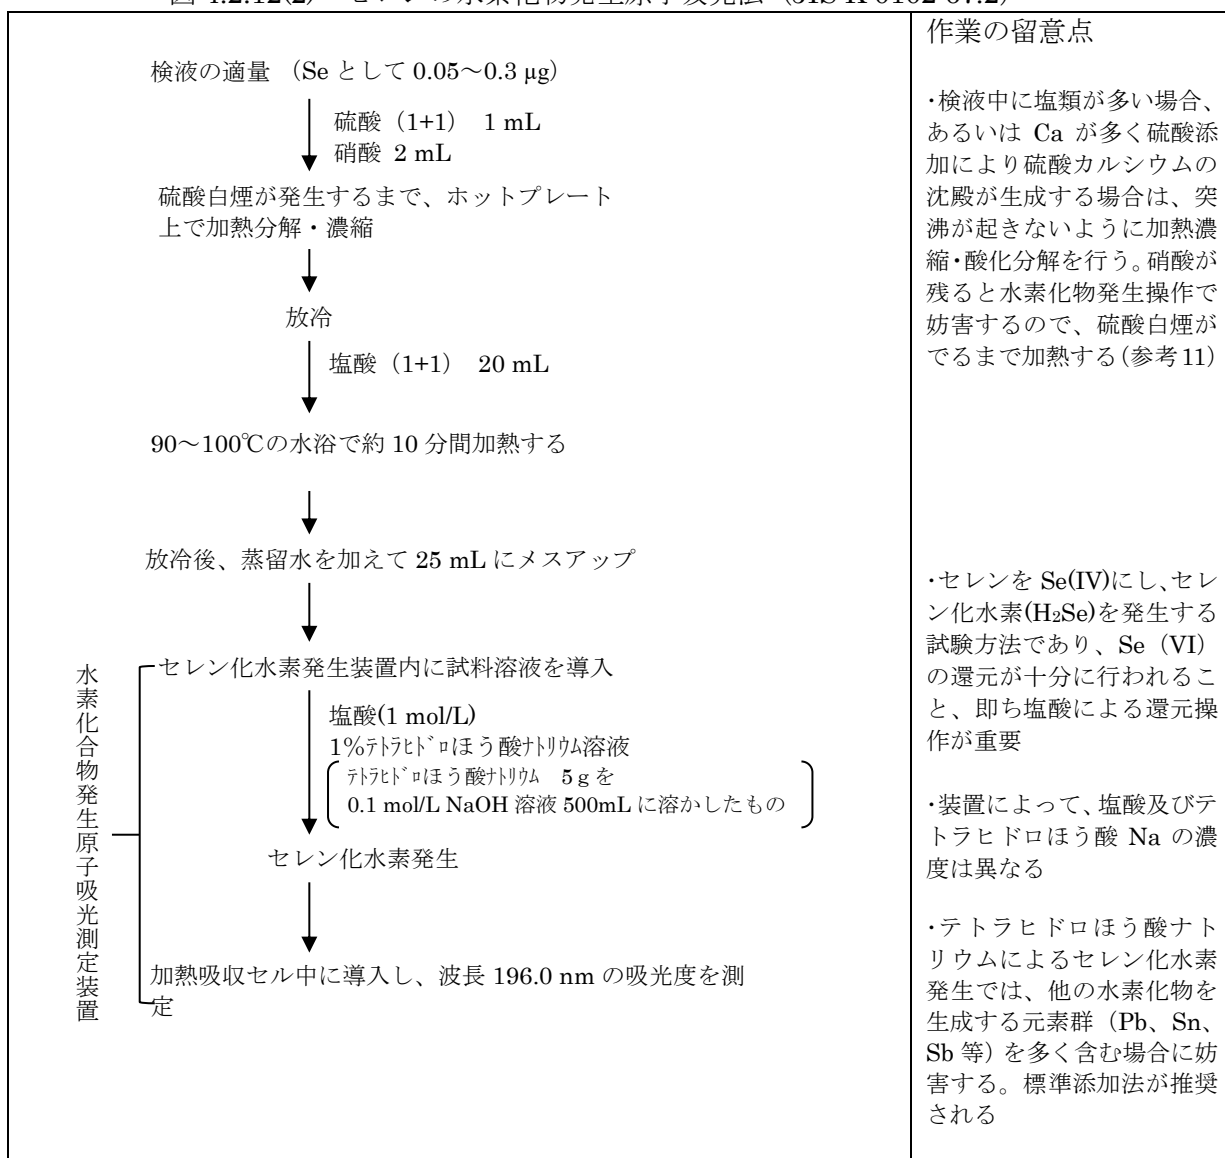 作業の留意点
検液の適量 (Se として 0.05～0.3 µg)
硫酸（1+1） 1 mL
硝酸 2 mL
硫酸白煙が発生するまで、ホットプレート
上で加熱分解・濃縮
放冷
塩酸（1+1） 20 mL
90～100℃の水浴で約 10 分間加熱する
放冷後、蒸留水を加えて 25 mL にメスアップ
水素化合物発生原子吸光測定装置
セレン化水素発生装置内に試料溶液を導入
塩酸(1 mol/L)
1%ﾃﾄﾗﾋﾄﾞﾛほう酸ﾅﾄﾘｳﾑ溶液
ﾃﾄﾗﾋﾄﾞﾛほう酸ﾅﾄﾘｳﾑ 5ｇを
0.1 mol/L NaOH 溶液 500mL に溶かしたもの
セレン化水素発生
加熱吸収セル中に導入し、波長 196.0 nm の吸光度を測
定
・検液中に塩類が多い場合、
あるいは Ca が多く硫酸添
加により硫酸カルシウムの
沈殿が生成する場合は、突
沸が起きないように加熱濃
縮・酸化分解を行う。硝酸が
残ると水素化物発生操作で
妨害するので、硫酸白煙が
でるまで加熱する(参考11)
・セレンを Se(IV)にし、セレ
ン化水素(H₂Se)を発生する
試験方法であり、Se（VI）
の還元が十分に行われるこ
と、即ち塩酸による還元操
作が重要
・装置によって、塩酸及びテ
トラヒドロほう酸 Na の濃
度は異なる
・テトラヒドロほう酸ナト
リウムによるセレン化水素
発生では、他の水素化物を
生成する元素群（Pb、Sn、
Sb 等）を多く含む場合に妨
害する。標準添加法が推奨
される